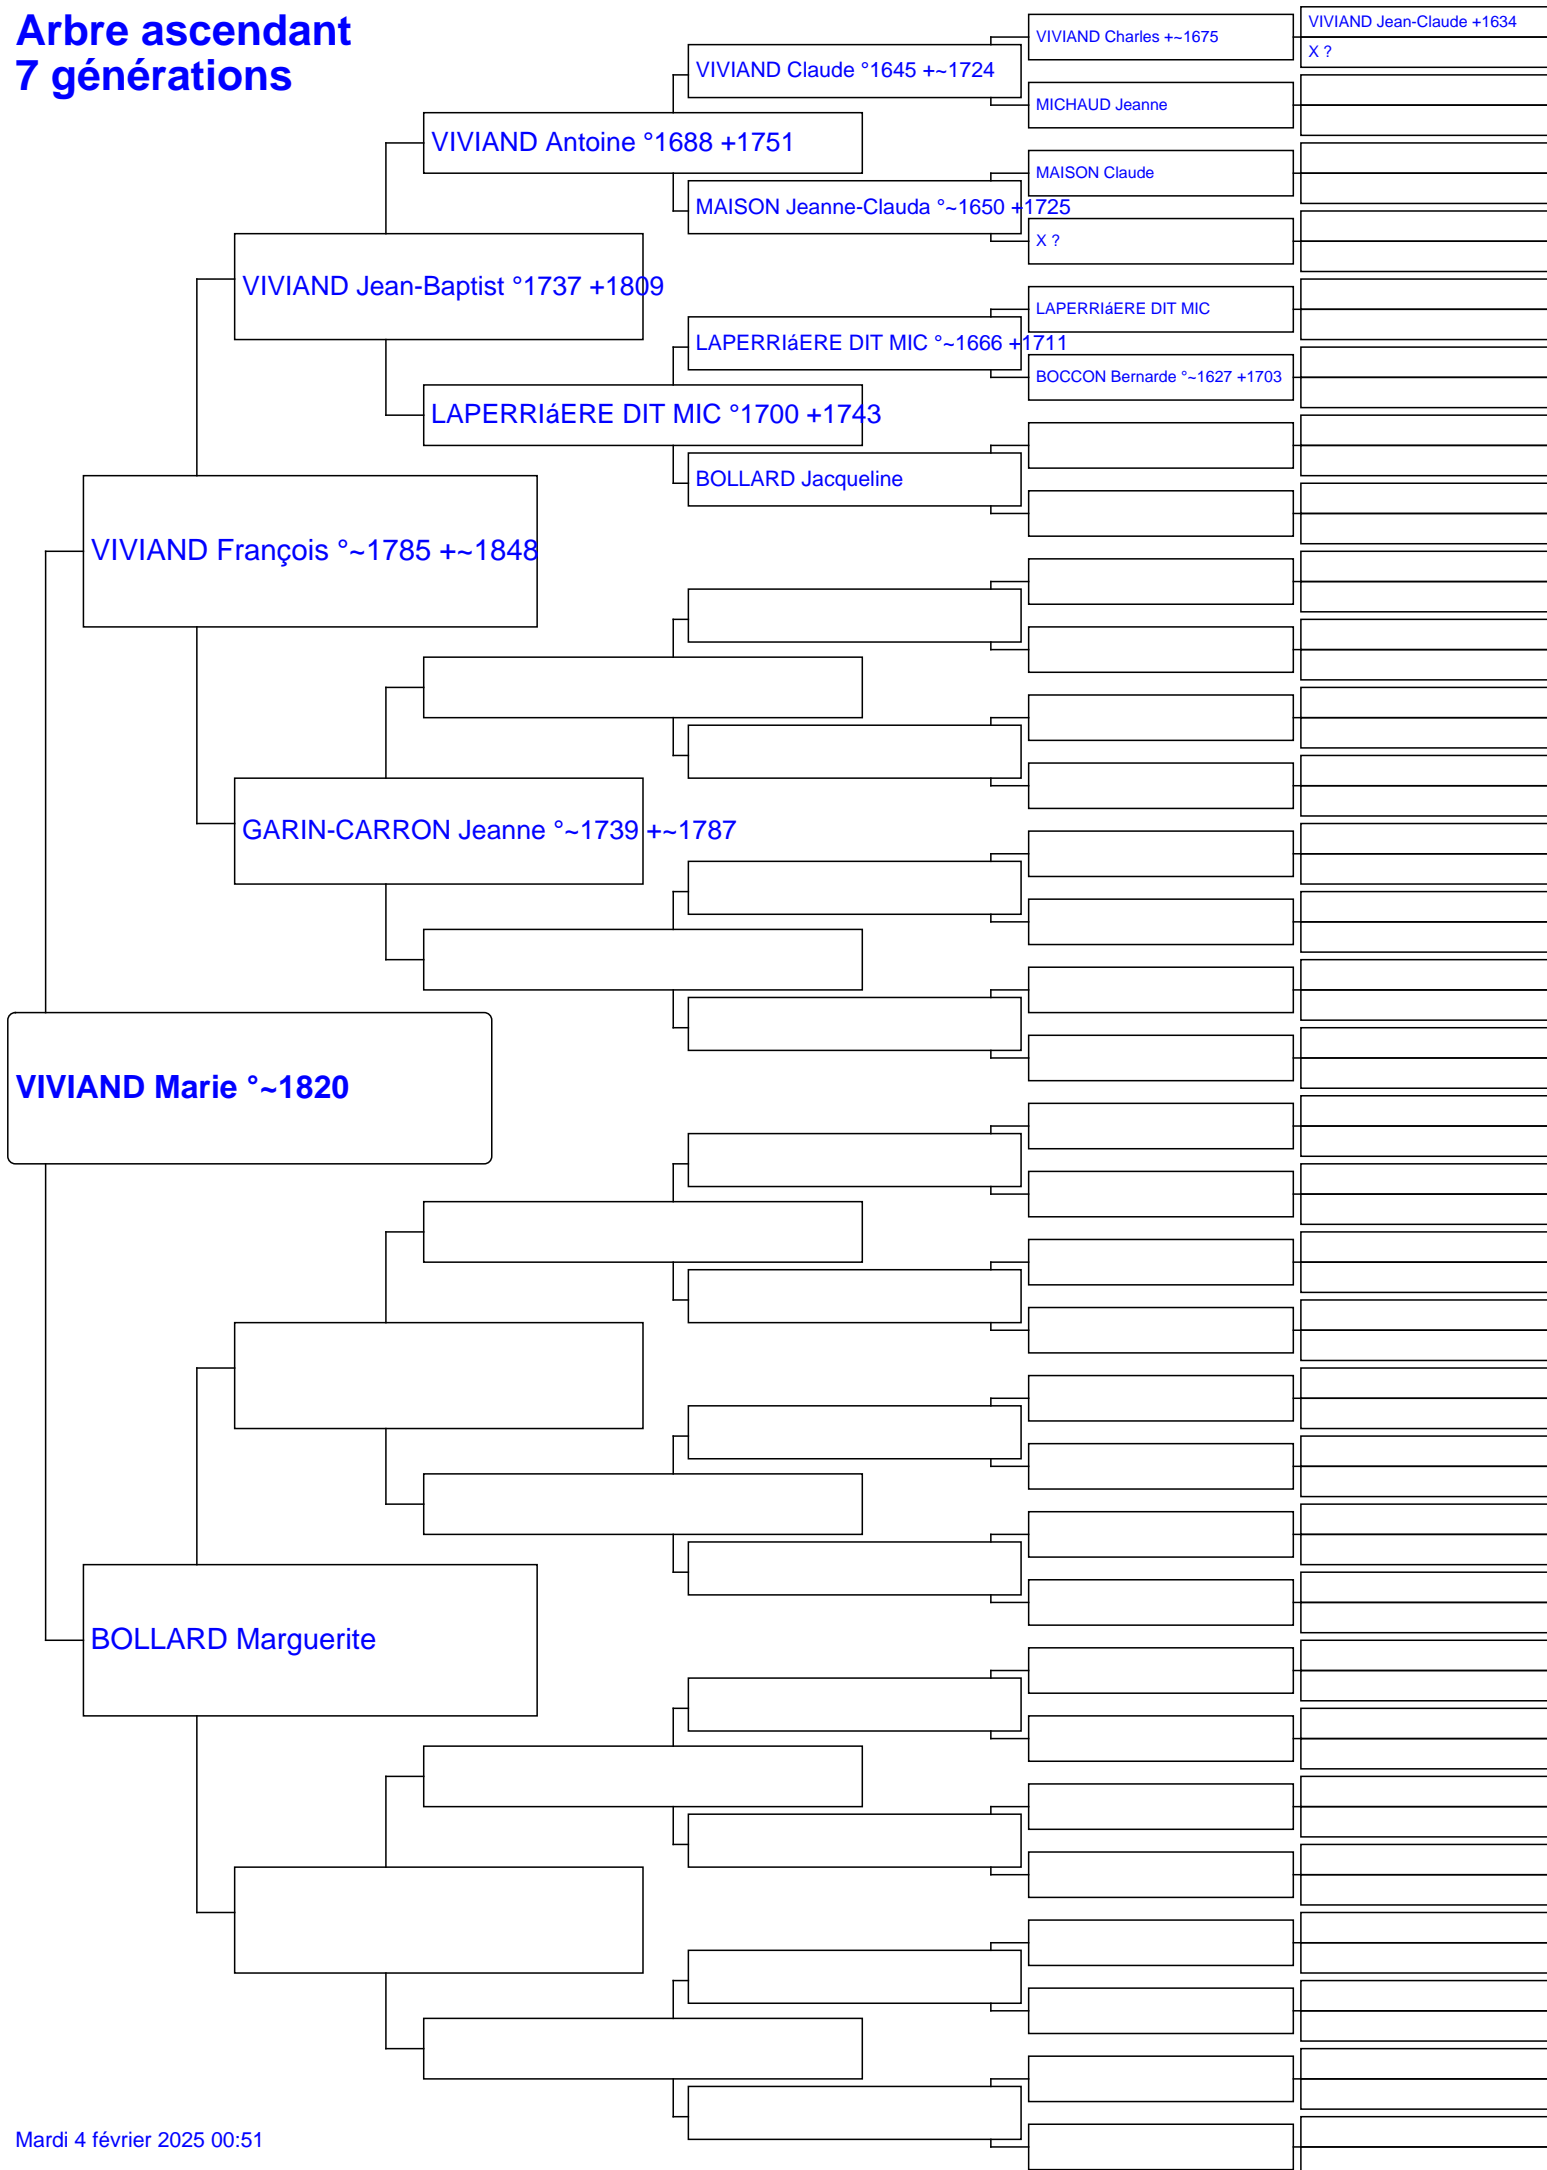 Arbre ascendant
7 générations
VIVIAND Jean-Claude +1634
VIVIAND Charles +~1675
X ?
VIVIAND Claude °1645 +~1724
MICHAUD Jeanne
VIVIAND Antoine °1688 +1751
MAISON Claude
MAISON Jeanne-Clauda °~1650 +1725
X ?
VIVIAND Jean-Baptist °1737 +1809
LAPERRIáERE DIT MIC
LAPERRIáERE DIT MIC °~1666 +1711
BOCCON Bernarde °~1627 +1703
LAPERRIáERE DIT MIC °1700 +1743
BOLLARD Jacqueline
VIVIAND François °~1785 +~1848
GARIN-CARRON Jeanne °~1739 +~1787
VIVIAND Marie °~1820
BOLLARD Marguerite
Mardi 4 février 2025 00:51